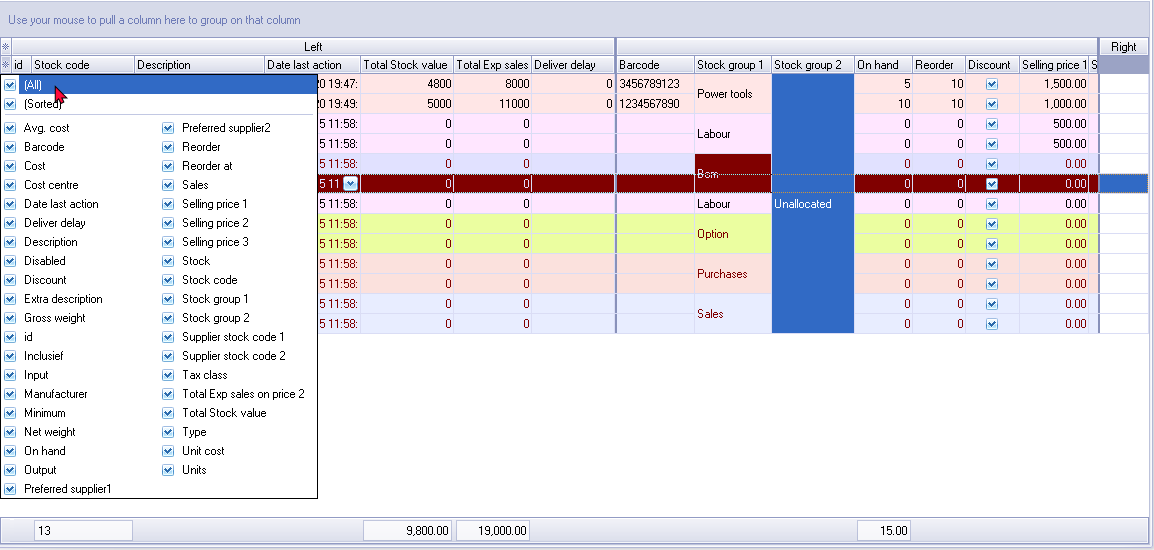 Use your mouse to pull a column here to group on that column
Left Right
id Stock code Description Date last action Total Stock value Total Exp sales Deliver delay Barcode Stock group 1 Stock group 2 On hand Reorder Discount Selling price 1 S
(All)
(Sorted)
Avg. cost Preferred supplier2
Barcode Reorder
Cost Reorder at
Cost centre Sales
Date last action Selling price 1
Deliver delay Selling price 2
Description Selling price 3
Disabled Stock
Discount Stock code
Extra description Stock group 1
Gross weight Stock group 2
id Supplier stock code 1
Inclusief Supplier stock code 2
Input Tax class
Manufacturer Total Exp sales on price 2
Minimum Total Stock value
Net weight Type
On hand Unit cost
Output Units
Preferred supplier1
20 19:47: 4800 8000 0 3456789123 Power tools 5 10 1,500.00
20 19:49: 5000 11000 0 1234567890 10 10 1,000.00
5 11:58: 0 0 Labour 0 0 500.00
5 11:58: 0 0 0 0 500.00
5 11:58: 0 0 Bom 0 0 0.00
5 11 0 0 0 0 0.00
5 11:58: 0 0 Labour Unallocated 0 0 0.00
5 11:58: 0 0 Option 0 0 0.00
5 11:58: 0 0 0 0 0.00
5 11:58: 0 0 Purchases 0 0 0.00
5 11:58: 0 0 0 0 0.00
5 11:58: 0 0 Sales 0 0 0.00
5 11:58: 0 0 0 0 0.00
13 9,800.00 19,000.00 15.00